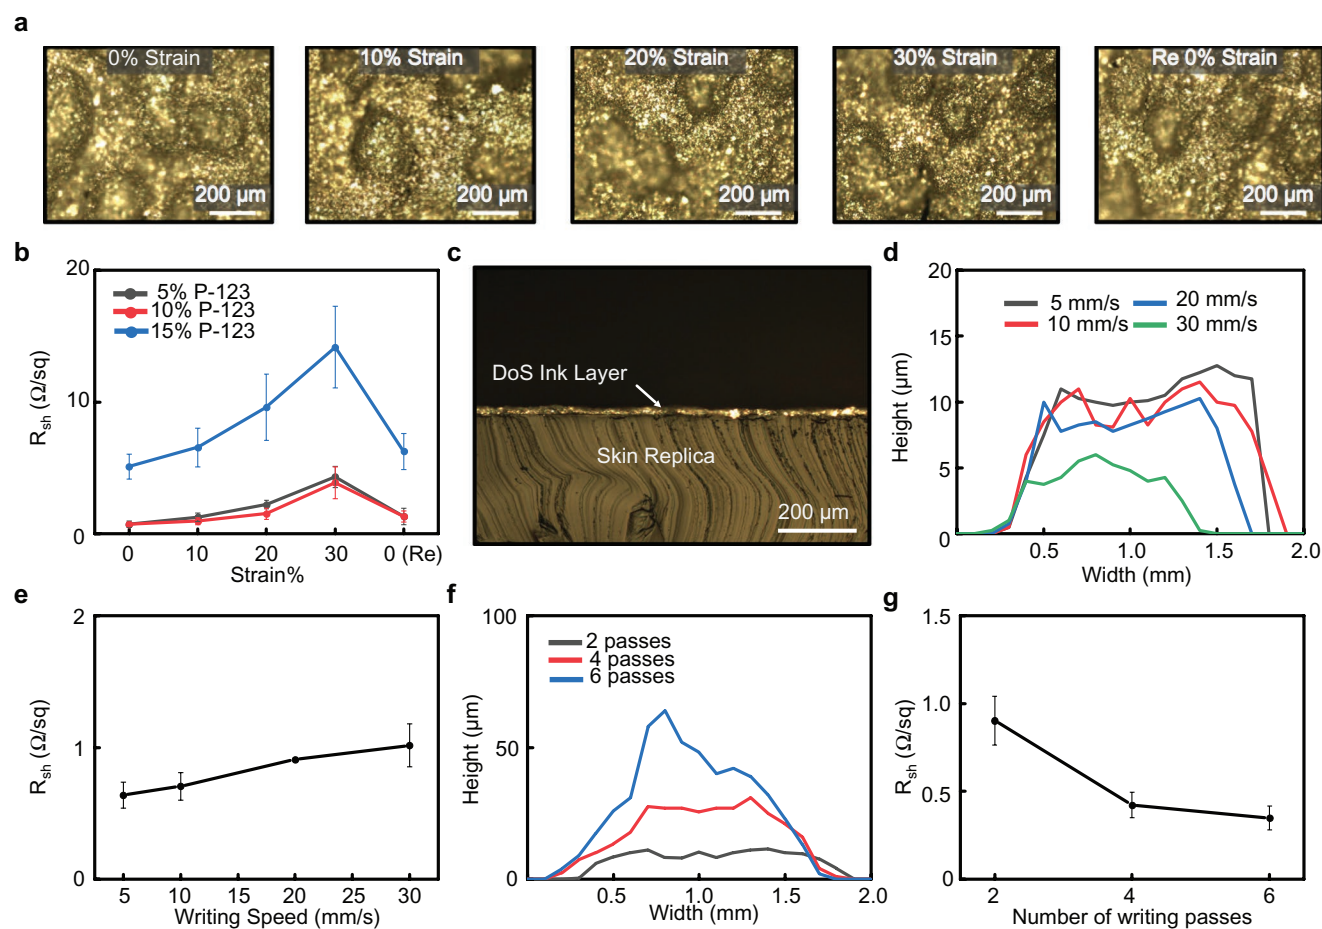 a
0% Strain
10% Strain
20% Strain
30% Strain
Re 0% Strain
200 µm
200 µm
200 µm
200 µm
200 µm
b
20
10
0
R_sh (Ω/sq)
5% P-123
10% P-123
15% P-123
0
10
20
30
0 (Re)
Strain%
c
DoS Ink Layer
Skin Replica
200 µm
d
20
15
10
5
0
Height (µm)
5 mm/s
10 mm/s
20 mm/s
30 mm/s
0.5
1.0
1.5
2.0
Width (mm)
e
2
1
0
R_sh (Ω/sq)
5
10
15
20
25
30
Writing Speed (mm/s)
f
100
50
0
Height (µm)
2 passes
4 passes
6 passes
0.5
1.0
1.5
2.0
Width (mm)
g
1.5
1.0
0.5
0
R_sh (Ω/sq)
2
4
6
Number of writing passes